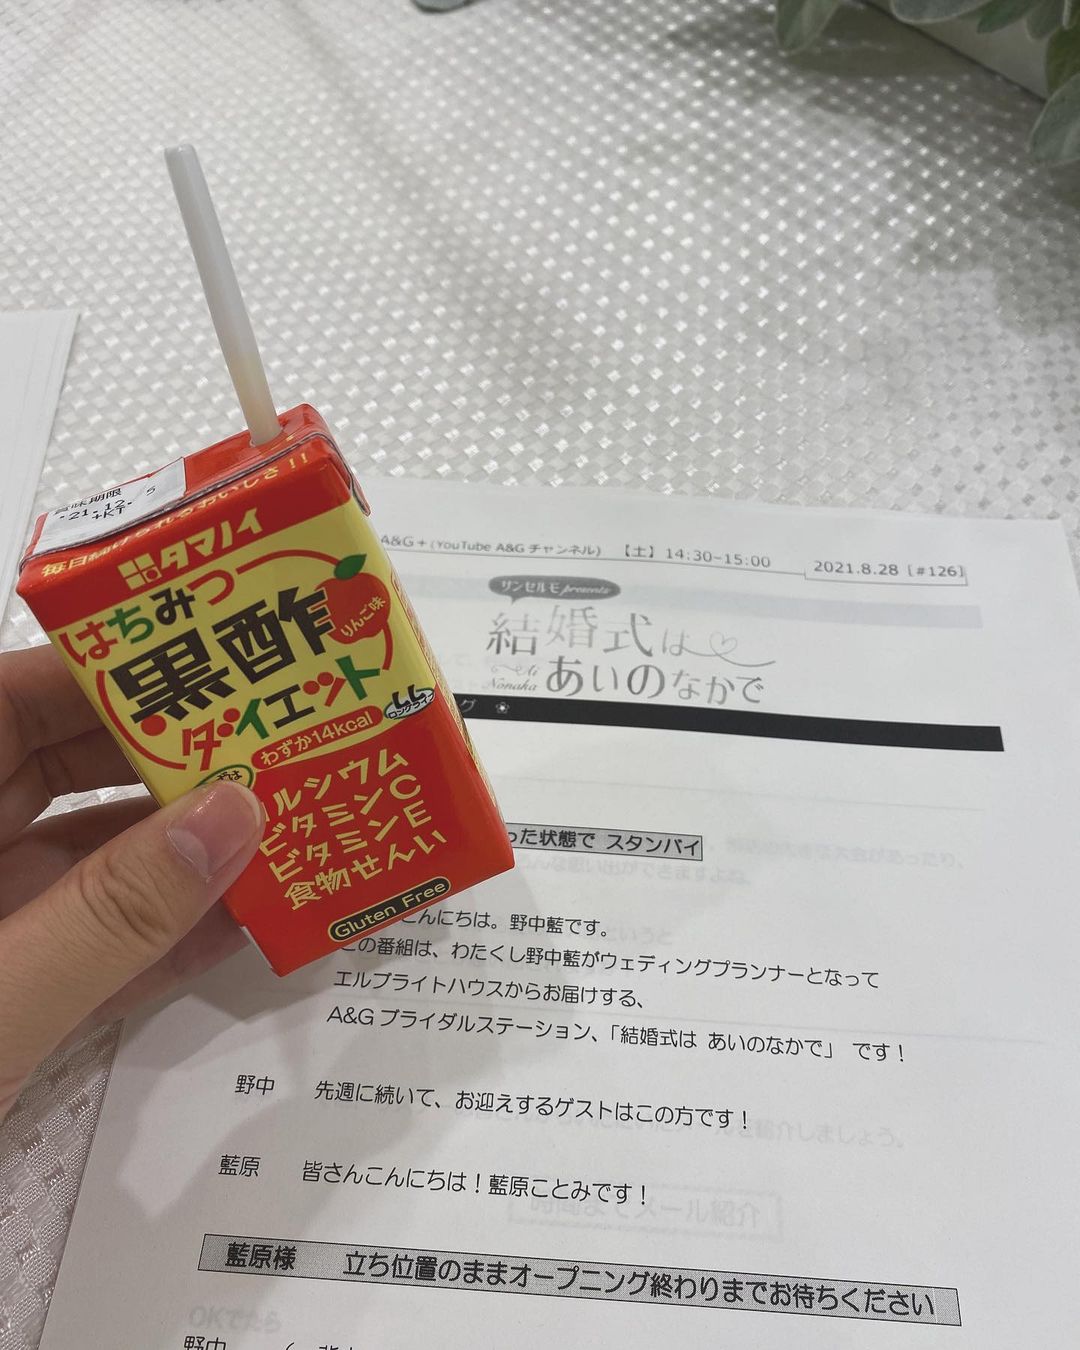 賞味期限
21.12. 5
+KT
毎日続けられるおいしさ!!
タマノイ
はちみつ
黒酢
りんご味
ダイエット
LL
ロングライフ
わずか14kcal
ルシウム
ビタミンC
ビタミンE
食物せんい
Gluten Free
A&G+(YouTube A&G チャンネル) 【土】14:30~15:00 2021.8.28 [#126]
サンセルモ presents
結婚式は
Ai Nonaka
あいのなかで
グ
った状態で スタンバイ
こんにちは。野中藍です。
この番組は、わたくし野中藍がウェディングプランナーとなって
エルブライトハウスからお届けする、
A&G ブライダルステーション、「結婚式は あいのなかで」 です!
野中 先週に続いて、お迎えするゲストはこの方です!
藍原 皆さんこんにちは!藍原ことみです!
藍原様 立ち位置のままオープニング終わりまでお待ちください
野中